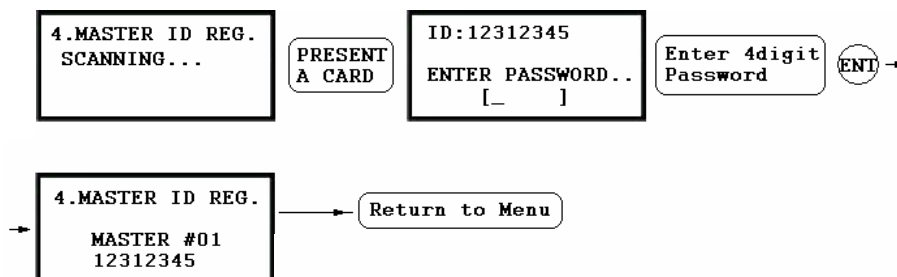 4.MASTER ID REG.
SCANNING...
PRESENT
A CARD
ID:12312345
ENTER PASSWORD..
[_ ]
Enter 4digit
Password
ENT
4.MASTER ID REG.
MASTER #01
12312345
Return to Menu